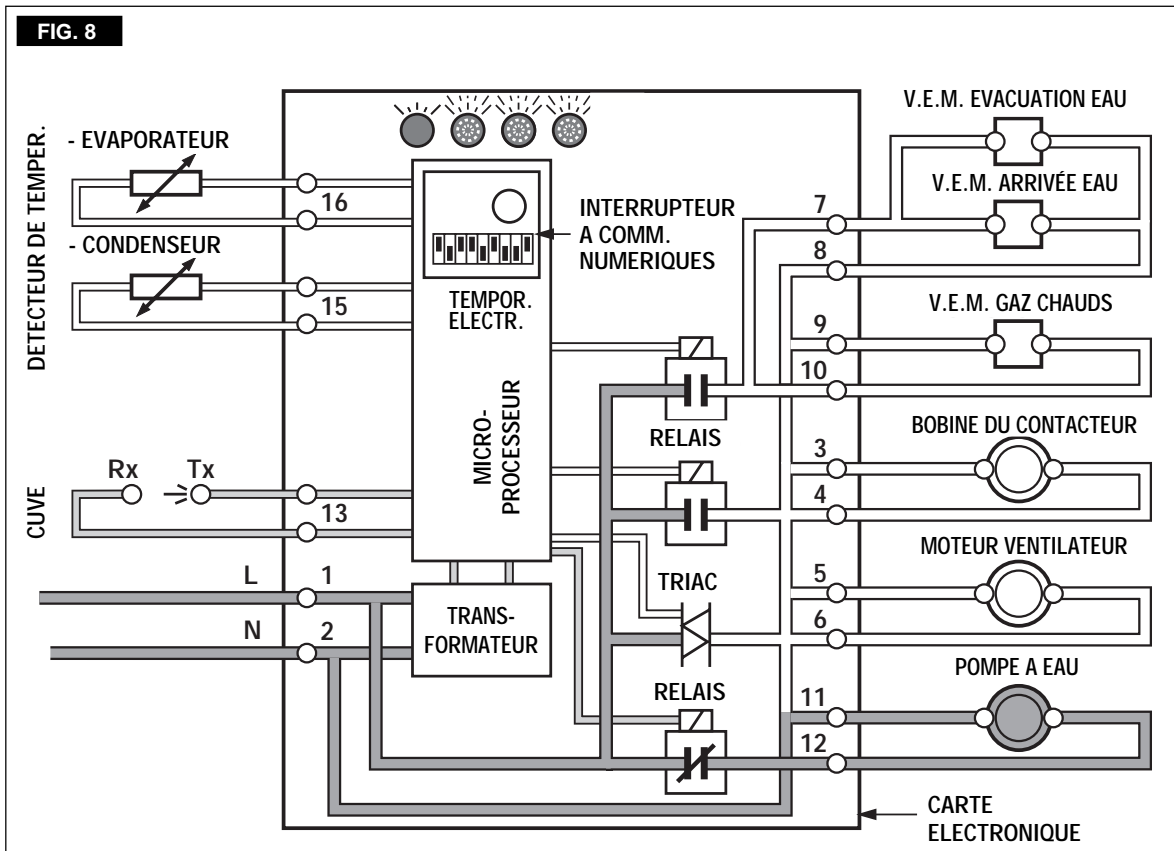 FIG. 8
DETECTEUR DE TEMPER.
- EVAPORATEUR
16
- CONDENSEUR
15
CUVE
Rx
Tx
13
L
1
N
2
INTERRUPTEUR
A COMM.
NUMERIQUES
TEMPOR.
ELECTR.
MICRO-
PROCESSEUR
TRANS-
FORMATEUR
RELAIS
TRIAC
RELAIS
V.E.M. EVACUATION EAU
V.E.M. ARRIVÉE EAU
7
8
V.E.M. GAZ CHAUDS
9
10
BOBINE DU CONTACTEUR
3
4
MOTEUR VENTILATEUR
5
6
POMPE A EAU
11
12
CARTE
ELECTRONIQUE